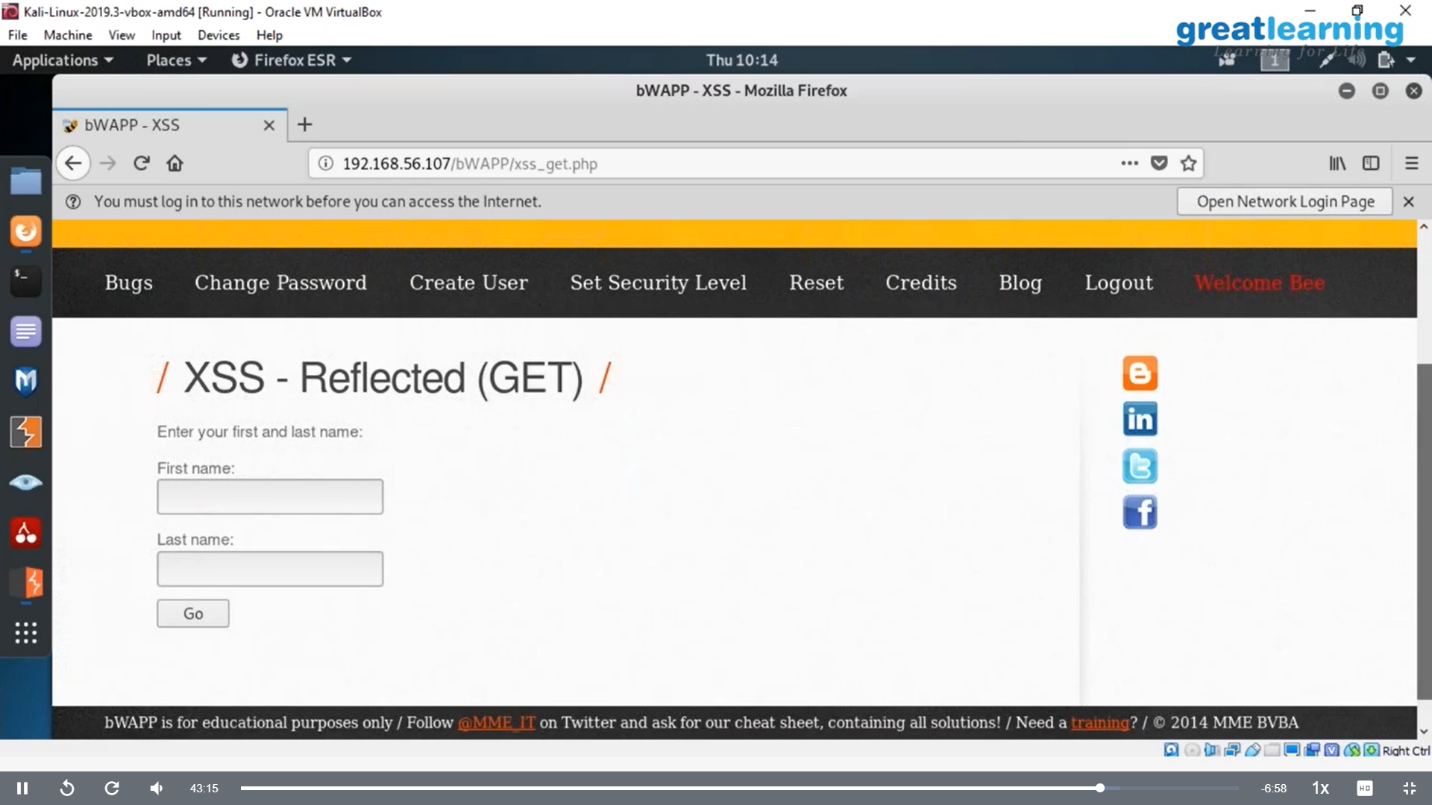 Kali-Linux-2019.3-vbox-amd64 [Running] - Oracle VM VirtualBox
File Machine View Input Devices Help
greatlearning
Learning for Life
Applications Places Firefox ESR Thu 10:14 1
bWAPP - XSS - Mozilla Firefox
bWAPP - XSS
192.168.56.107/bWAPP/xss_get.php
You must log in to this network before you can access the Internet. Open Network Login Page
Bugs Change Password Create User Set Security Level Reset Credits Blog Logout Welcome Bee
/ XSS - Reflected (GET) /
Enter your first and last name:
First name:
Last name:
Go
bWAPP is for educational purposes only / Follow @MME_IT on Twitter and ask for our cheat sheet, containing all solutions! / Need a training? / © 2014 MME BVBA
Right Ctrl
43:15 -6:58 1x HD